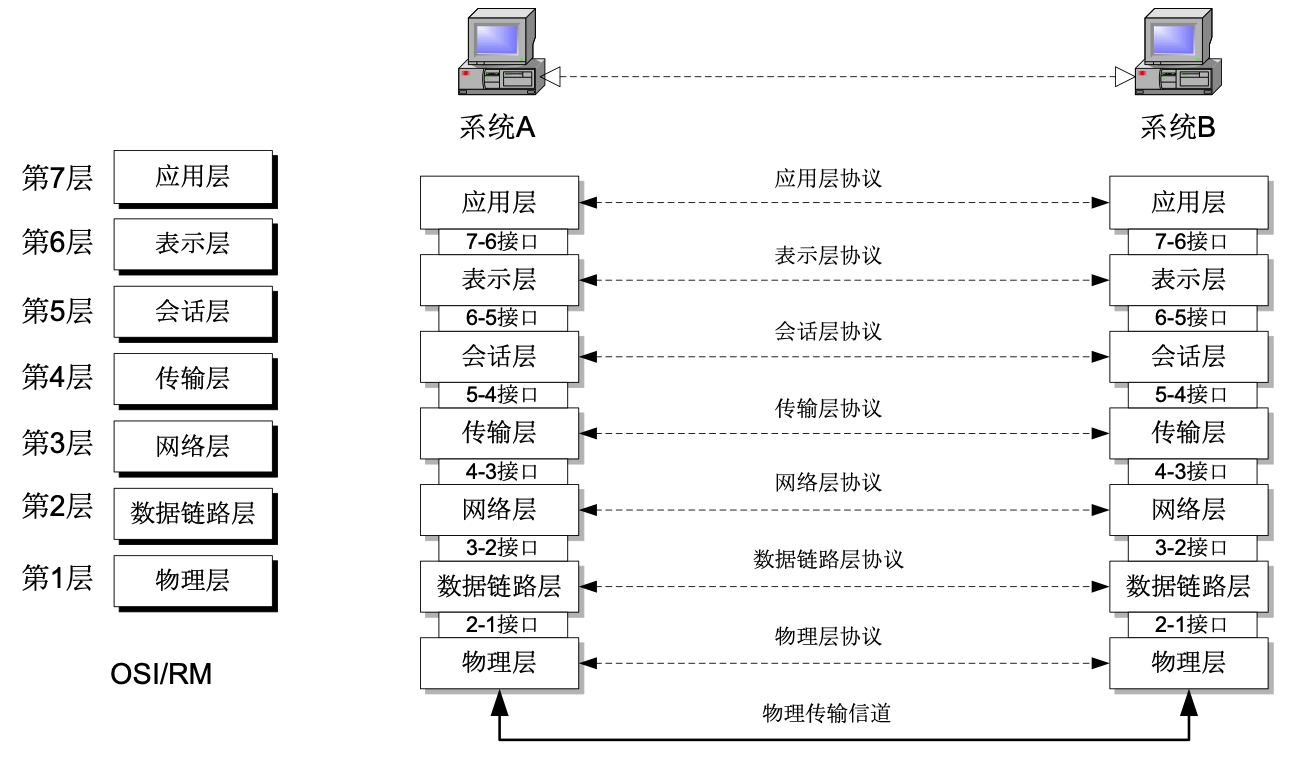 系统A
系统B
第7层 应用层
第6层 表示层
第5层 会话层
第4层 传输层
第3层 网络层
第2层 数据链路层
第1层 物理层
OSI/RM
应用层 应用层协议 应用层
7-6接口 7-6接口
表示层 表示层协议 表示层
6-5接口 6-5接口
会话层 会话层协议 会话层
5-4接口 5-4接口
传输层 传输层协议 传输层
4-3接口 4-3接口
网络层 网络层协议 网络层
3-2接口 3-2接口
数据链路层 数据链路层协议 数据链路层
2-1接口 2-1接口
物理层 物理层协议 物理层
物理传输信道